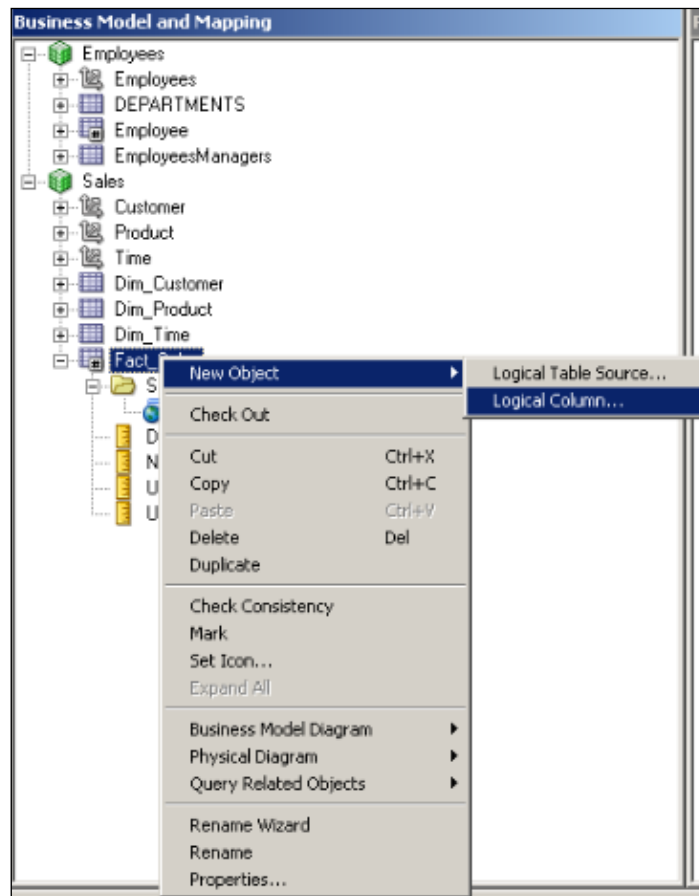 Business Model and Mapping
Employees
Employees
DEPARTMENTS
Employee
EmployeesManagers
Sales
Customer
Product
Time
Dim_Customer
Dim_Product
Dim_Time
New Object
Logical Table Source...
Logical Column...
Check Out
Cut Ctrl+X
Copy Ctrl+C
Paste Ctrl+V
Delete Del
Duplicate
Check Consistency
Mark
Set Icon...
Expand All
Business Model Diagram
Physical Diagram
Query Related Objects
Rename Wizard
Rename
Properties...